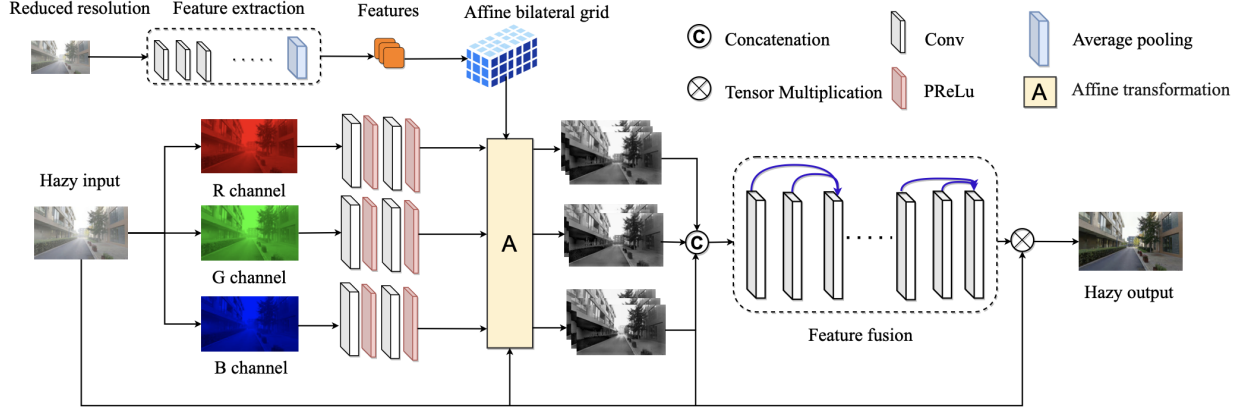 Reduced resolution
Feature extraction
Features
Affine bilateral grid
C Concatenation
Conv
Average pooling
Tensor Multiplication
PReLu
A Affine transformation
Hazy input
R channel
G channel
B channel
A
C
Feature fusion
Hazy output